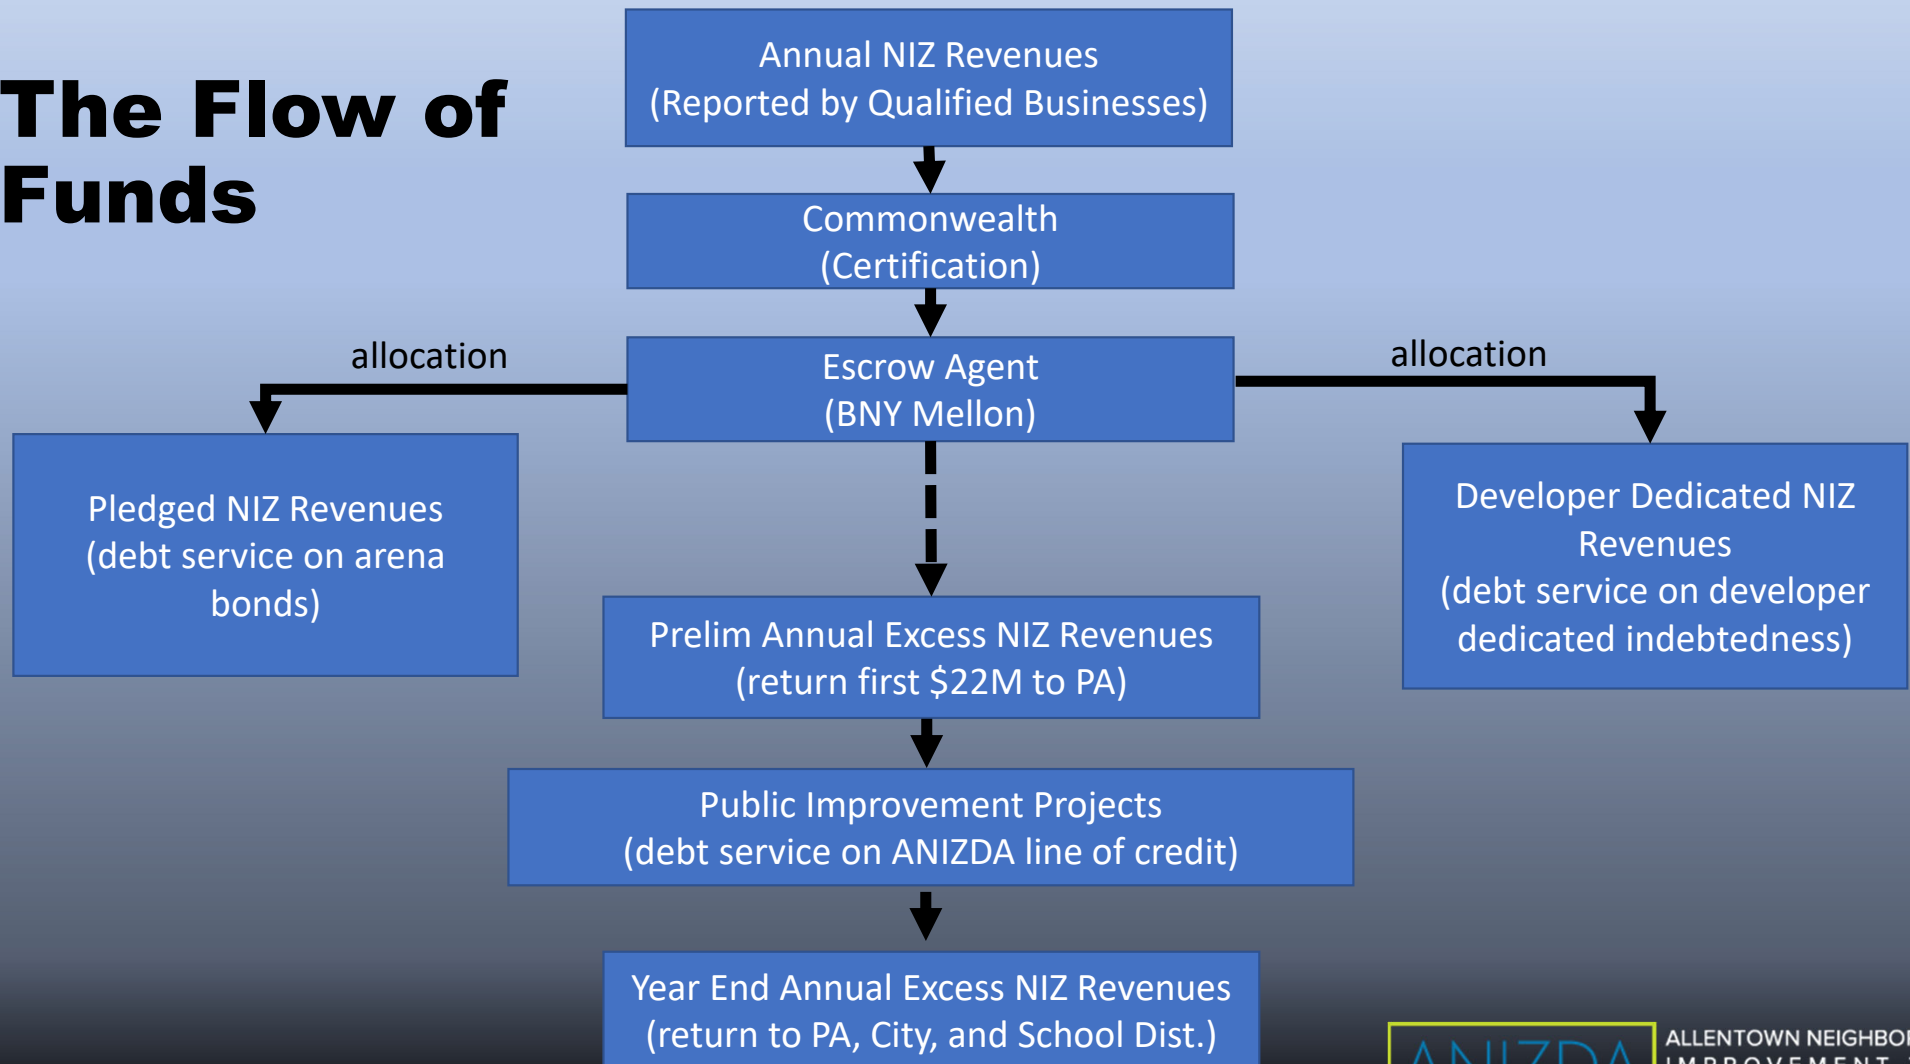 The Flow of
Funds
Annual NIZ Revenues
(Reported by Qualified Businesses)
Commonwealth
(Certification)
allocation
Escrow Agent
(BNY Mellon)
allocation
Pledged NIZ Revenues
(debt service on arena
bonds)
Developer Dedicated NIZ
Revenues
(debt service on developer
dedicated indebtedness)
Prelim Annual Excess NIZ Revenues
(return first $22M to PA)
Public Improvement Projects
(debt service on ANIZDA line of credit)
Year End Annual Excess NIZ Revenues
(return to PA, City, and School Dist.)
ANIZDA
ALLENTOWN
IMPROVEMENT